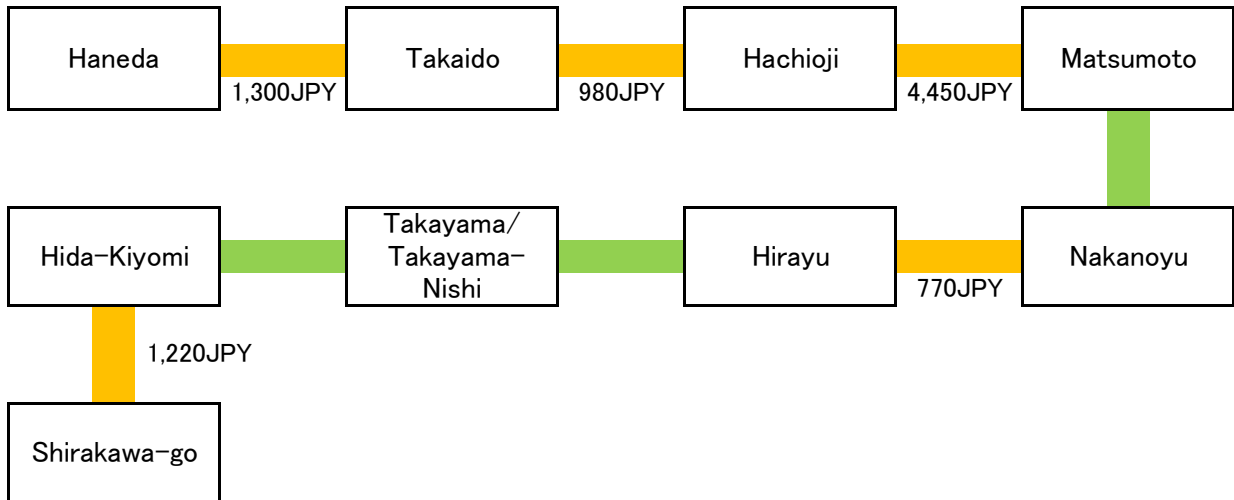 Haneda
Takaido
Hachioji
Matsumoto
1,300JPY
980JPY
4,450JPY
Hida-Kiyomi
Takayama/
Takayama-
Nishi
Hirayu
Nakanoyu
770JPY
1,220JPY
Shirakawa-go